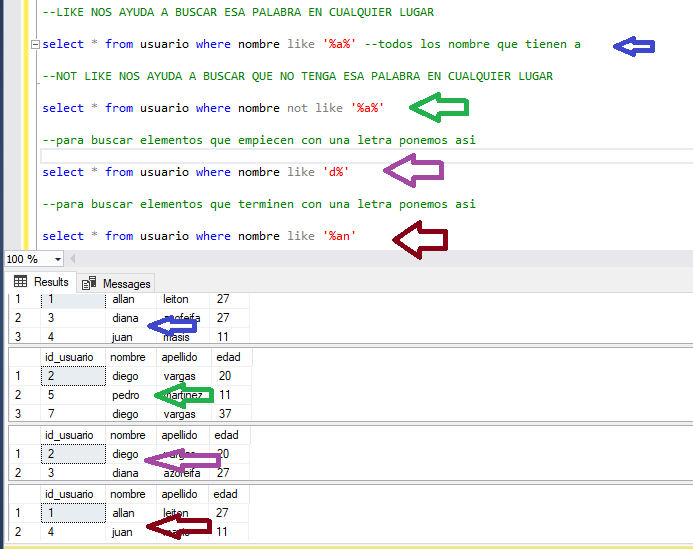 --LIKE NOS AYUDA A BUSCAR ESA PALABRA EN CUALQUIER LUGAR
select * from usuario where nombre like '%a%' --todos los nombre que tienen a
--NOT LIKE NOS AYUDA A BUSCAR QUE NO TENGA ESA PALABRA EN CUALQUIER LUGAR
select * from usuario where nombre not like '%a%'
--para buscar elementos que empiecen con una letra ponemos asi
select * from usuario where nombre like 'd%'
--para buscar elementos que terminen con una letra ponemos asi
select * from usuario where nombre like '%an'
100 %
Results Messages
1 1 allan leiton 27
2 3 diana azofeifa 27
3 4 juan masis 11
id_usuario nombre apellido edad
1 2 diego vargas 20
2 5 pedro martinez 11
3 7 diego vargas 37
id_usuario nombre apellido edad
1 2 diego vargas 20
2 3 diana azofeifa 27
id_usuario nombre apellido edad
1 1 allan leiton 27
2 4 juan masis 11